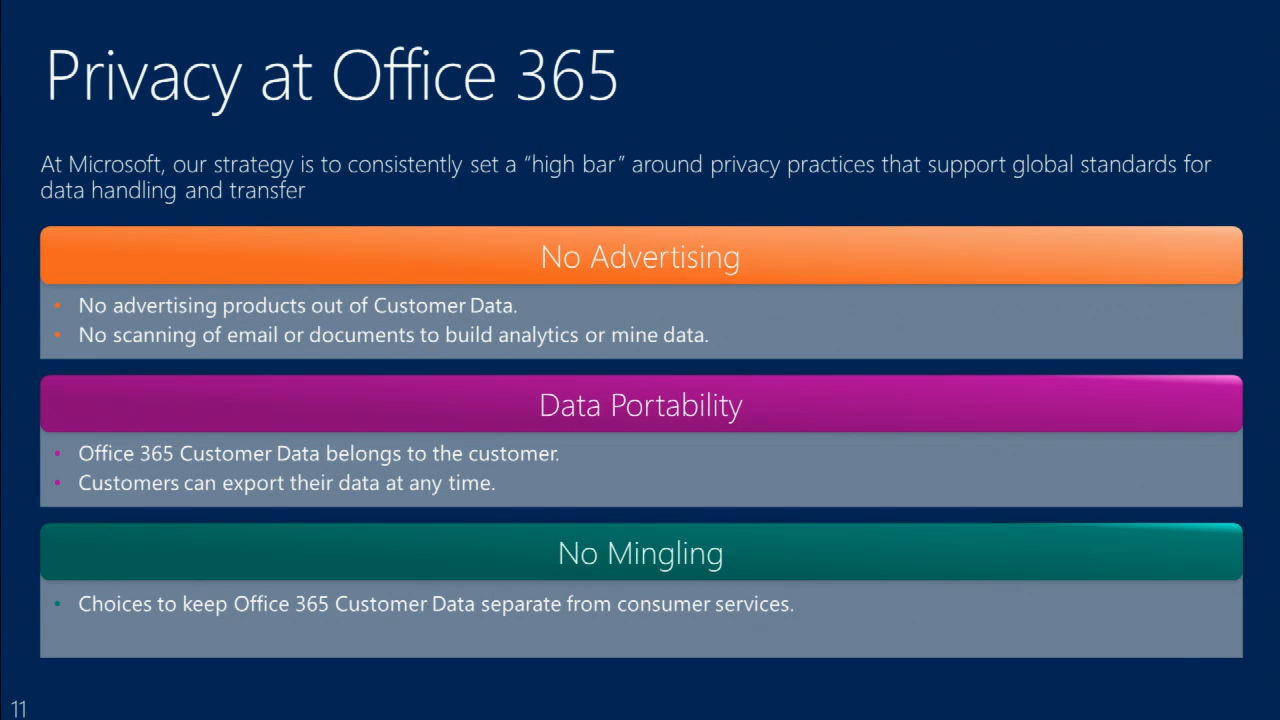 Privacy at Office 365
At Microsoft, our strategy is to consistently set a “high bar” around privacy practices that support global standards for
data handling and transfer
No Advertising
• No advertising products out of Customer Data.
• No scanning of email or documents to build analytics or mine data.
Data Portability
• Office 365 Customer Data belongs to the customer.
• Customers can export their data at any time.
No Mingling
• Choices to keep Office 365 Customer Data separate from consumer services.
11